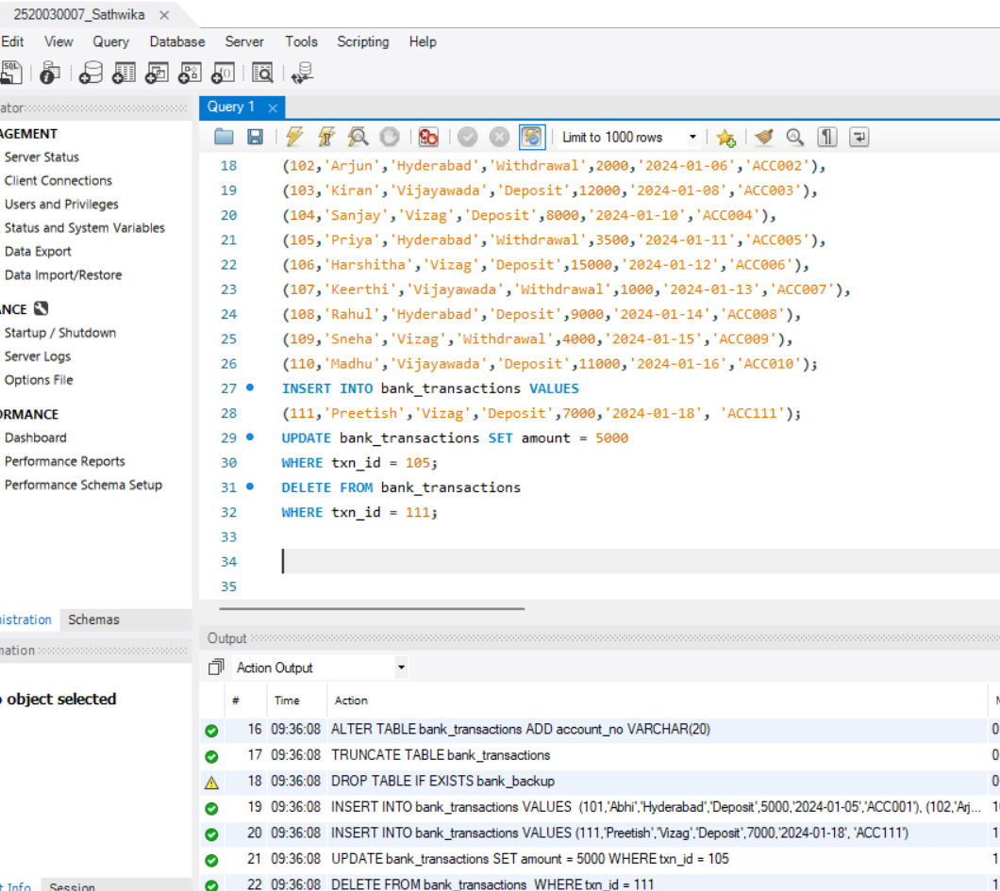 2520030007_Sathwika ×
Edit View Query Database Server Tools Scripting Help
SQL
Query 1 ×
Server Status
Client Connections
Users and Privileges
Status and System Variables
Data Export
Data Import/Restore
Startup / Shutdown
Server Logs
Options File
Dashboard
Performance Reports
Performance Schema Setup
Schemas
object selected
Session
Limit to 1000 rows
18 (102,'Arjun','Hyderabad','Withdrawal',2000,'2024-01-06','ACC002'),
19 (103,'Kiran','Vijayawada','Deposit',12000,'2024-01-08','ACC003'),
20 (104,'Sanjay','Vizag','Deposit',8000,'2024-01-10','ACC004'),
21 (105,'Priya','Hyderabad','Withdrawal',3500,'2024-01-11','ACC005'),
22 (106,'Harshitha','Vizag','Deposit',15000,'2024-01-12','ACC006'),
23 (107,'Keerthi','Vijayawada','Withdrawal',1000,'2024-01-13','ACC007'),
24 (108,'Rahul','Hyderabad','Deposit',9000,'2024-01-14','ACC008'),
25 (109,'Sneha','Vizag','Withdrawal',4000,'2024-01-15','ACC009'),
26 (110,'Madhu','Vijayawada','Deposit',11000,'2024-01-16','ACC010');
27 INSERT INTO bank_transactions VALUES
28 (111,'Preetish','Vizag','Deposit',7000,'2024-01-18', 'ACC111');
29 UPDATE bank_transactions SET amount = 5000
30 WHERE txn_id = 105;
31 DELETE FROM bank_transactions
32 WHERE txn_id = 111;
33
34
35
Output
Action Output
# Time Action
16 09:36:08 ALTER TABLE bank_transactions ADD account_no VARCHAR(20) 0
17 09:36:08 TRUNCATE TABLE bank_transactions 0
18 09:36:08 DROP TABLE IF EXISTS bank_backup 0
19 09:36:08 INSERT INTO bank_transactions VALUES (101,'Abhi','Hyderabad','Deposit',5000,'2024-01-05','ACC001'), (102,'Arj...
20 09:36:08 INSERT INTO bank_transactions VALUES (111,'Preetish','Vizag','Deposit',7000,'2024-01-18', 'ACC111') 1
21 09:36:08 UPDATE bank_transactions SET amount = 5000 WHERE txn_id = 105 1
22 09:36:08 DELETE FROM bank_transactions WHERE txn_id = 111 1